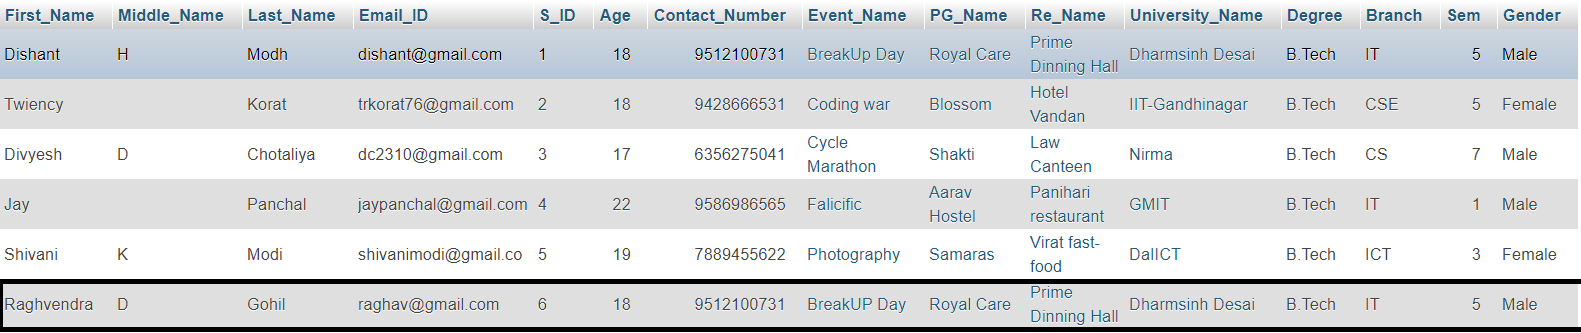 First_Name Middle_Name Last_Name Email_ID S_ID Age Contact_Number Event_Name PG_Name Re_Name University_Name Degree Branch Sem Gender
Dishant H Modh dishant@gmail.com 1 18 9512100731 BreakUp Day Royal Care Prime Dinning Hall Dharmsinh Desai B.Tech IT 5 Male
Twiency Korat trkorat76@gmail.com 2 18 9428666531 Coding war Blossom Hotel Vandan IIT-Gandhinagar B.Tech CSE 5 Female
Divyesh D Chotaliya dc2310@gmail.com 3 17 6356275041 Cycle Marathon Shakti Law Canteen Nirma B.Tech CS 7 Male
Jay Panchal jaypanchal@gmail.com 4 22 9586986565 Falicific Aarav Hostel Panihari restaurant GMIT B.Tech IT 1 Male
Shivani K Modi shivanimodi@gmail.co 5 19 7889455622 Photography Samaras Virat fast-food DaIICT B.Tech ICT 3 Female
Raghvendra D Gohil raghav@gmail.com 6 18 9512100731 BreakUP Day Royal Care Prime Dinning Hall Dharmsinh Desai B.Tech IT 5 Male